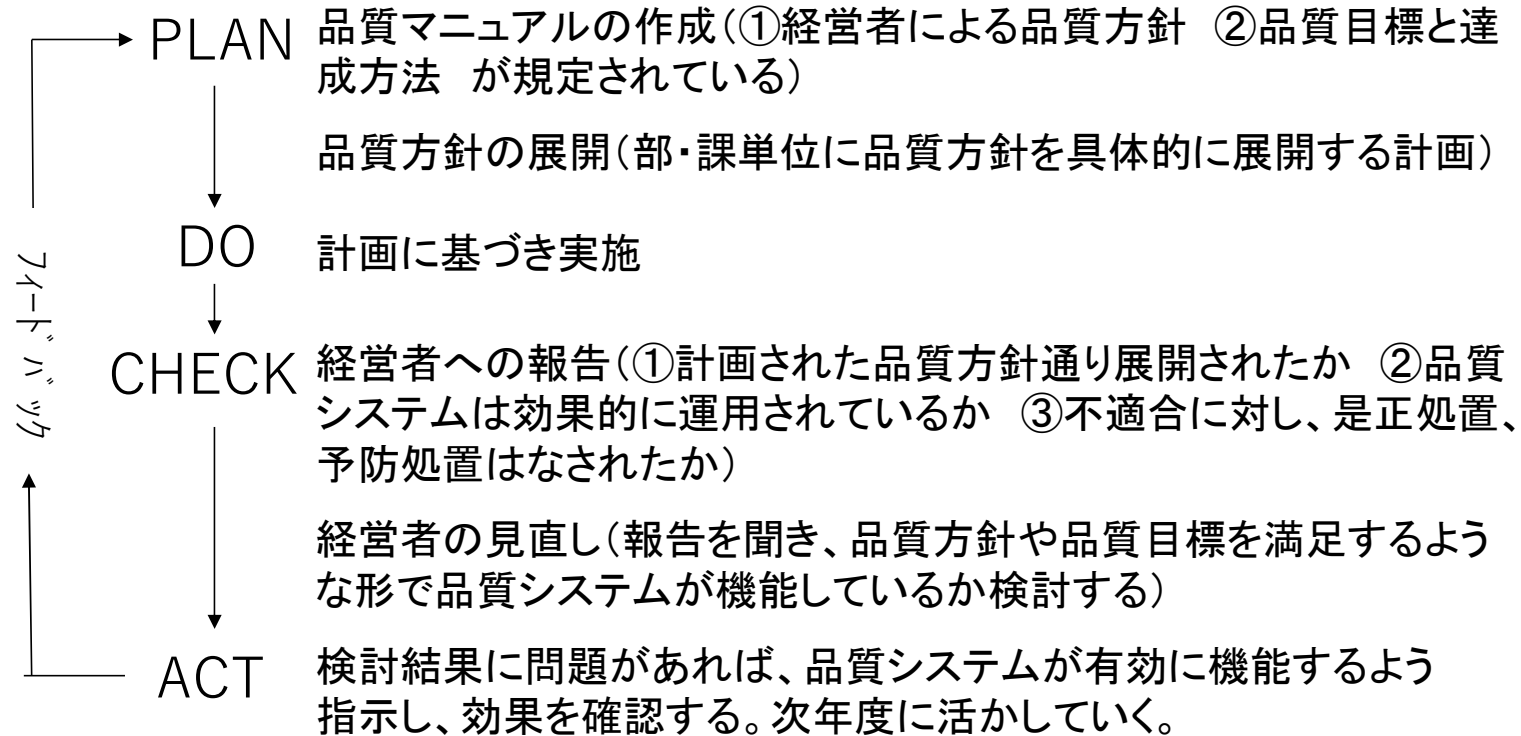 PLAN 品質マニュアルの作成（①経営者による品質方針　②品質目標と達
成方法　が規定されている）
品質方針の展開（部・課単位に品質方針を具体的に展開する計画）
DO 計画に基づき実施
フィードバック
CHECK 経営者への報告（①計画された品質方針通り展開されたか　②品質
システムは効果的に運用されているか　③不適合に対し、是正処置、
予防処置はなされたか）
経営者の見直し（報告を聞き、品質方針や品質目標を満足するよう
な形で品質システムが機能しているか検討する）
ACT 検討結果に問題があれば、品質システムが有効に機能するよう
指示し、効果を確認する。次年度に活かしていく。